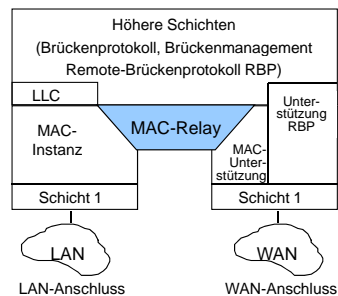 Höhere Schichten
(Brückenprotokoll, Brückenmanagement
Remote-Brückenprotokoll RBP)
LLC
Unter-
stützung
RBP
MAC-
Instanz
MAC-Relay
MAC-
Unter-
stützung
Schicht 1
Schicht 1
LAN
WAN
LAN-Anschluss
WAN-Anschluss